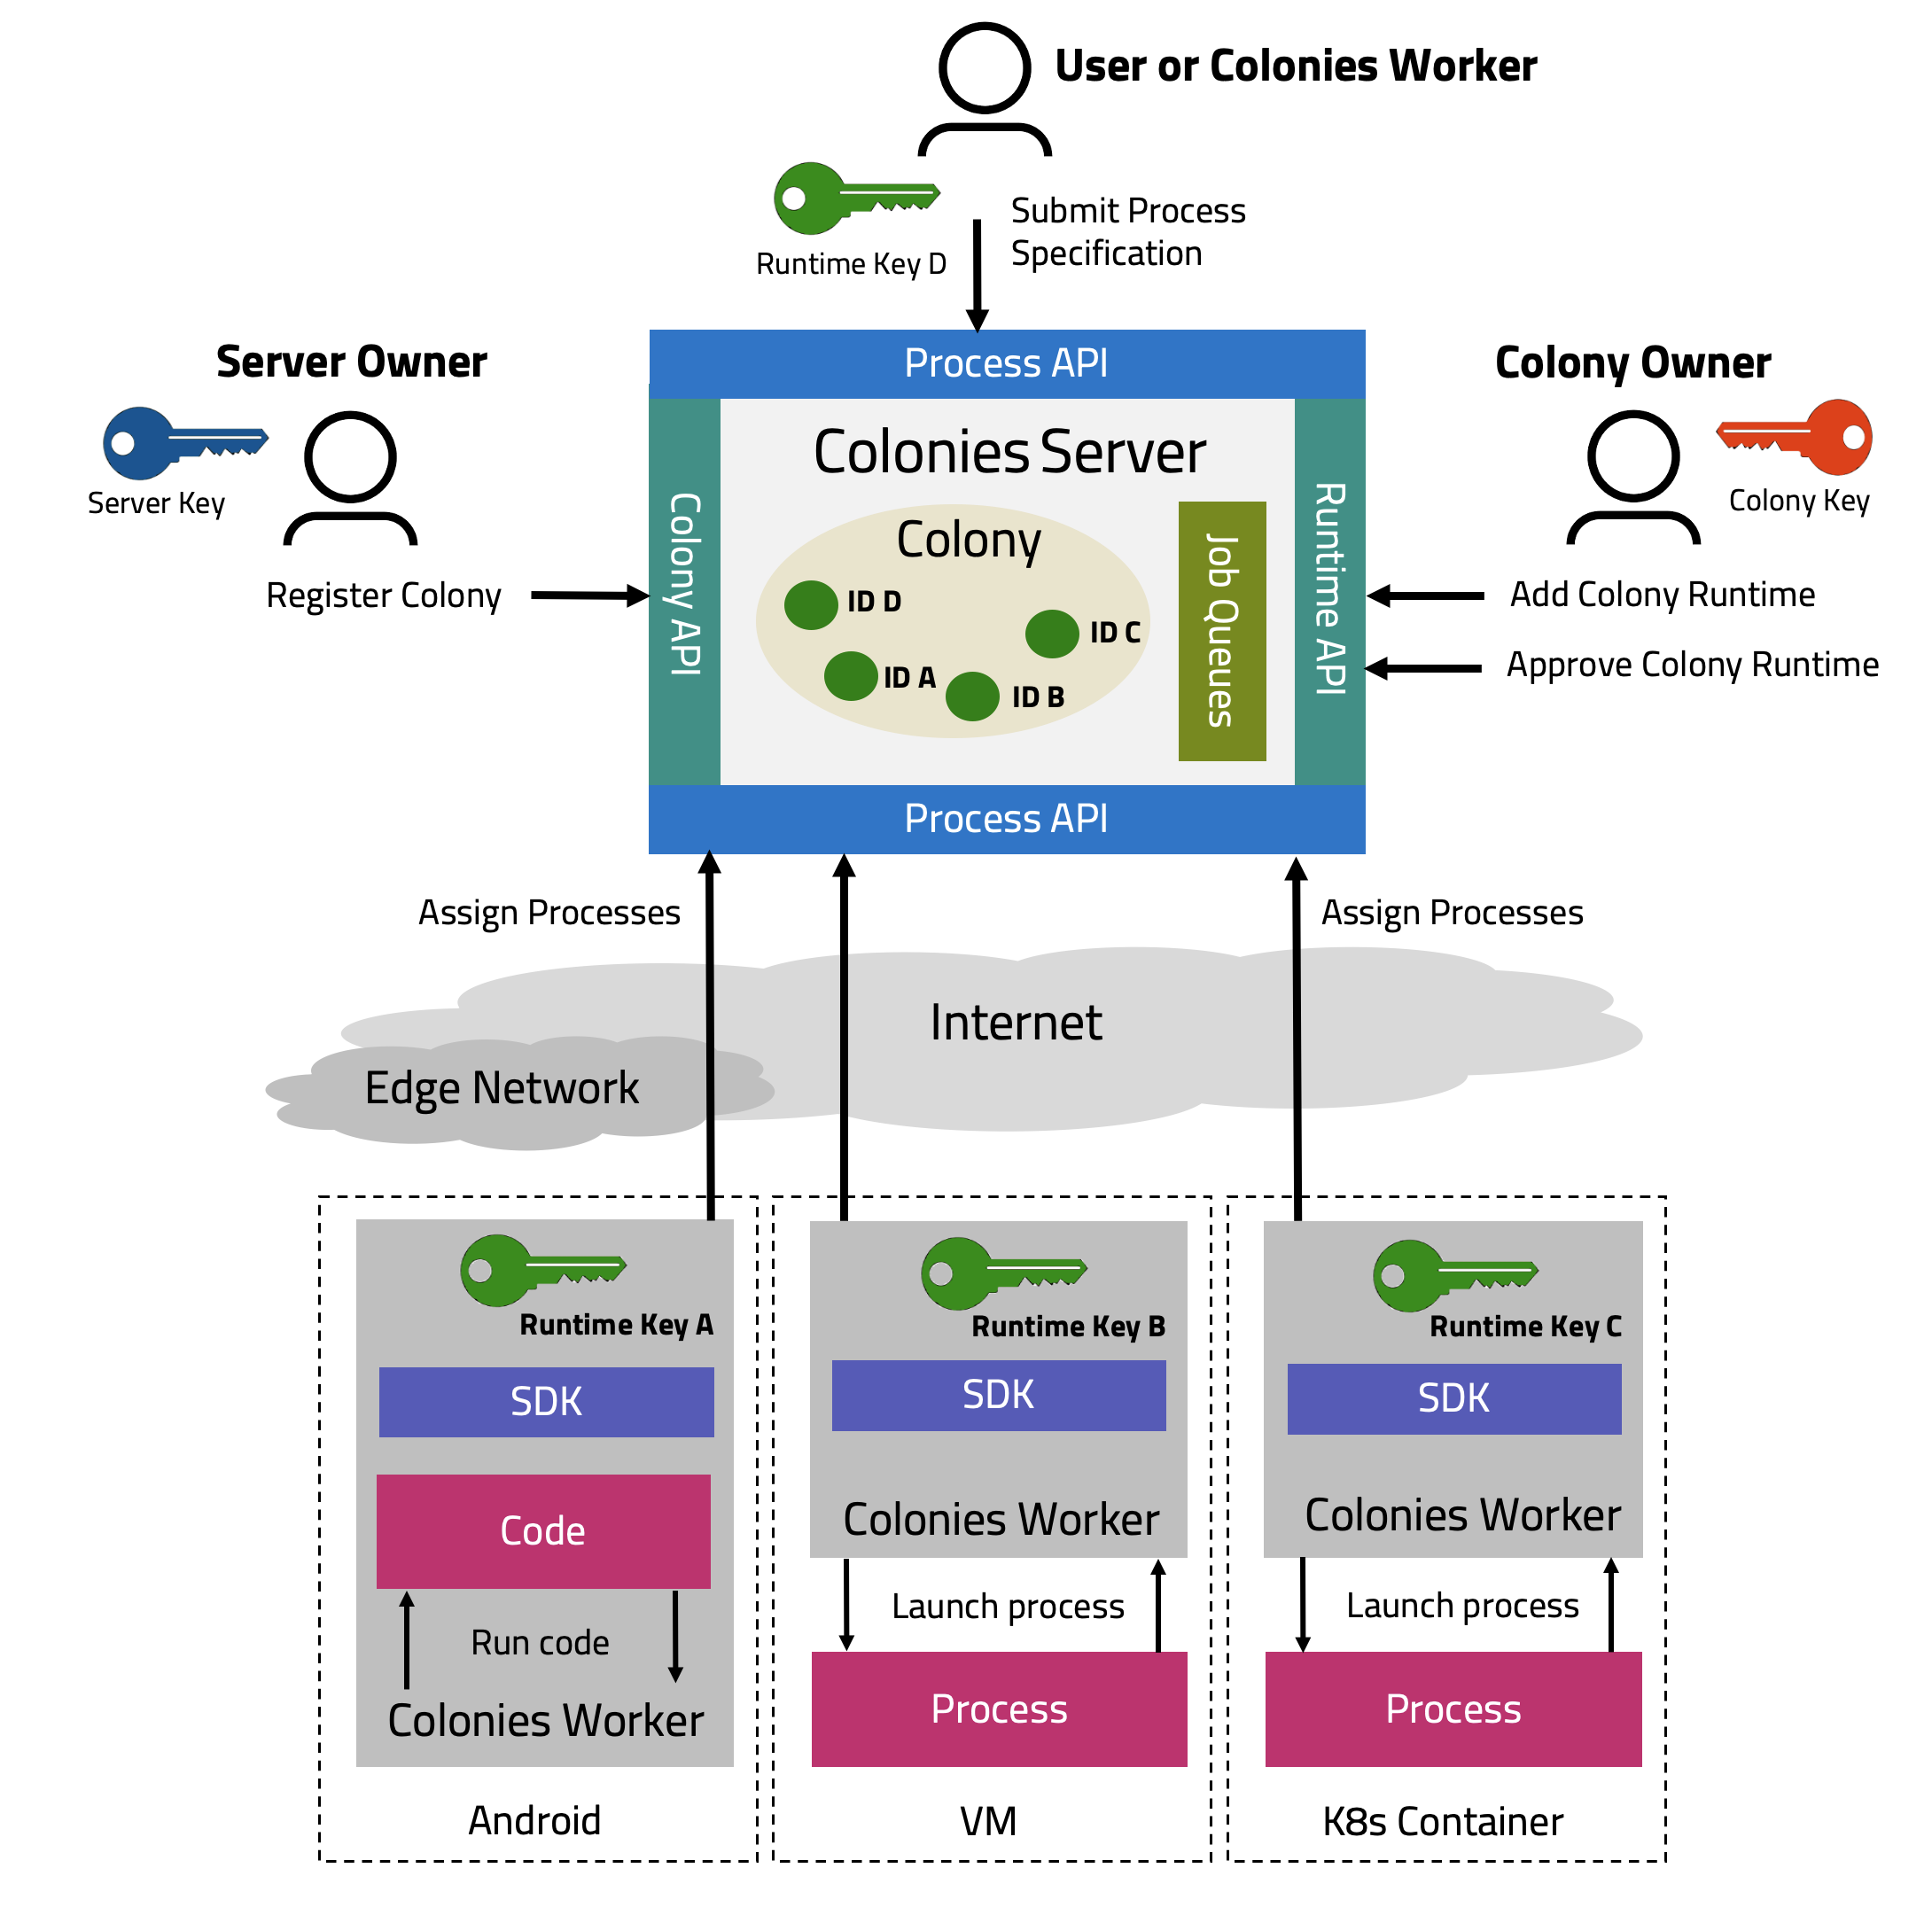 User or Colonies Worker
Runtime Key D
Submit Process
Specification
Server Owner
Server Key
Register Colony
Colony Owner
Colony Key
Add Colony Runtime
Approve Colony Runtime
Process API
Colony API
Colonies Server
Colony
ID D
ID C
ID A
ID B
Job Queues
Runtime API
Process API
Assign Processes
Assign Processes
Internet
Edge Network
Runtime Key A
SDK
Code
Run code
Colonies Worker
Android
Runtime Key B
SDK
Colonies Worker
Launch process
Process
VM
Runtime Key C
SDK
Colonies Worker
Launch process
Process
K8s Container